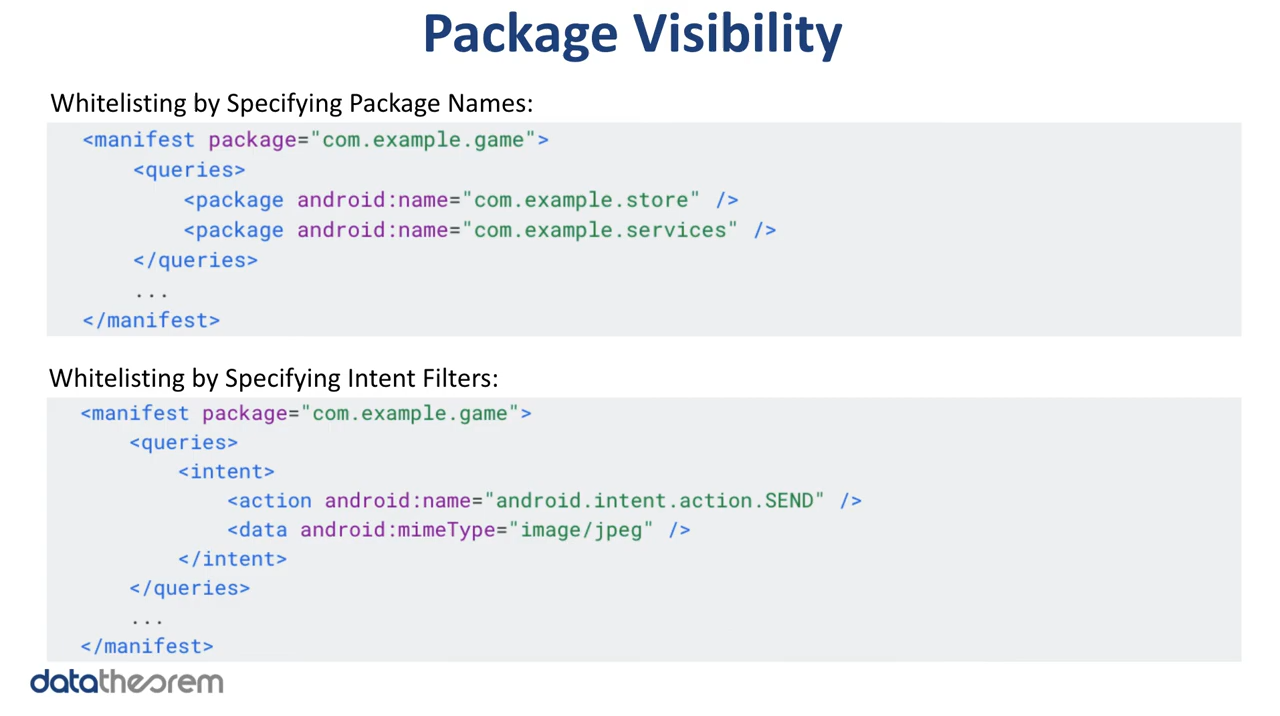 Package Visibility
Whitelisting by Specifying Package Names:
<manifest package="com.example.game">
<queries>
<package android:name="com.example.store" />
<package android:name="com.example.services" />
</queries>
...
</manifest>
Whitelisting by Specifying Intent Filters:
<manifest package="com.example.game">
<queries>
<intent>
<action android:name="android.intent.action.SEND" />
<data android:mimeType="image/jpeg" />
</intent>
</queries>
...
</manifest>
datatheorem